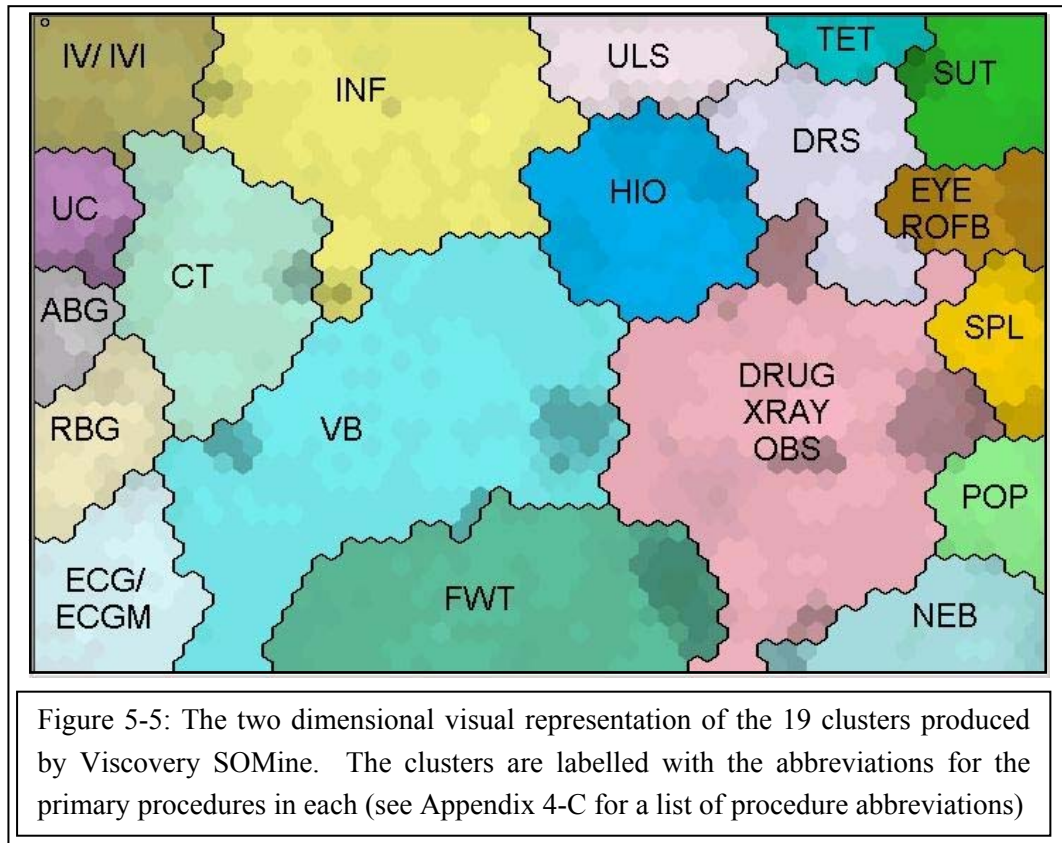 IV/ IVI
INF
ULS
TET
SUT
DRS
UC
HIO
EYE
ROFB
CT
ABG
SPL
RBG
VB
DRUG
XRAY
OBS
POP
ECG/
ECGM
FWT
NEB
Figure 5-5: The two dimensional visual representation of the 19 clusters produced
by Viscovery SOMine. The clusters are labelled with the abbreviations for the
primary procedures in each (see Appendix 4-C for a list of procedure abbreviations)